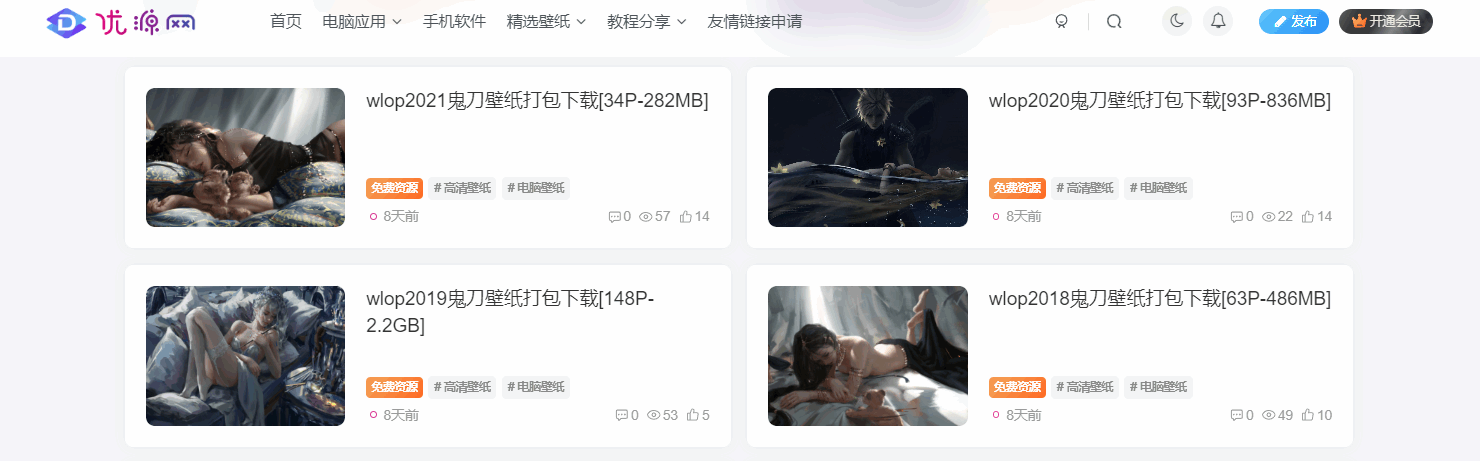 优源网 首页 电脑应用 手机软件 精选壁纸 教程分享 友情链接申请 发布 开通会员
wlop2021鬼刀壁纸打包下载[34P-282MB]
免费资源 # 高清壁纸 # 电脑壁纸
8天前 0 57 14
wlop2020鬼刀壁纸打包下载[93P-836MB]
免费资源 # 高清壁纸 # 电脑壁纸
8天前 0 22 14
wlop2019鬼刀壁纸打包下载[148P-
2.2GB]
免费资源 # 高清壁纸 # 电脑壁纸
8天前 0 53 5
wlop2018鬼刀壁纸打包下载[63P-486MB]
免费资源 # 高清壁纸 # 电脑壁纸
8天前 0 49 10